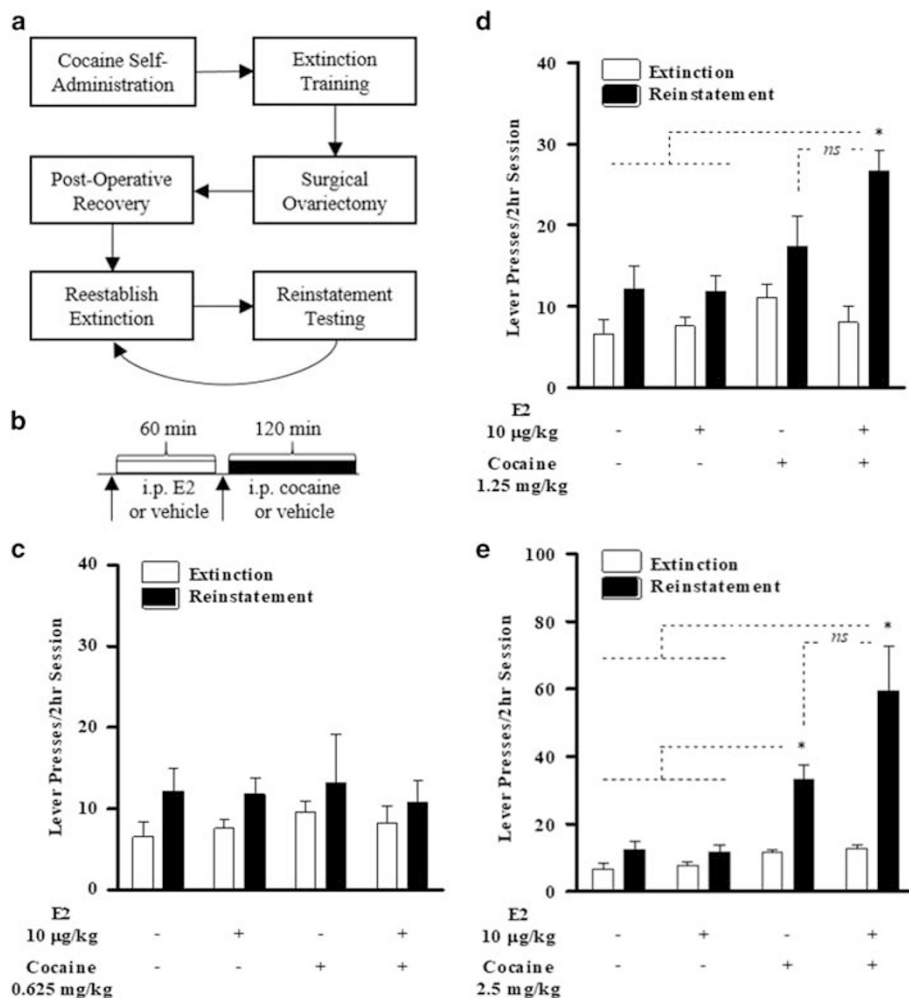 a
Cocaine Self-
Administration
Extinction
Training
Post-Operative
Recovery
Surgical
Ovariectomy
Reestablish
Extinction
Reinstatement
Testing
b
60 min
120 min
i.p. E2
or vehicle
i.p. cocaine
or vehicle
c
Extinction
Reinstatement
Lever Presses/2hr Session
40
30
20
10
0
E2
10 µg/kg - + - +
Cocaine - - + +
0.625 mg/kg
d
Extinction
Reinstatement
Lever Presses/2hr Session
40
30
20
10
0
*
ns
E2
10 µg/kg - + - +
Cocaine - - + +
1.25 mg/kg
e
Extinction
Reinstatement
Lever Presses/2hr Session
100
80
60
40
20
0
*
ns
*
E2
10 µg/kg - + - +
Cocaine - - + +
2.5 mg/kg